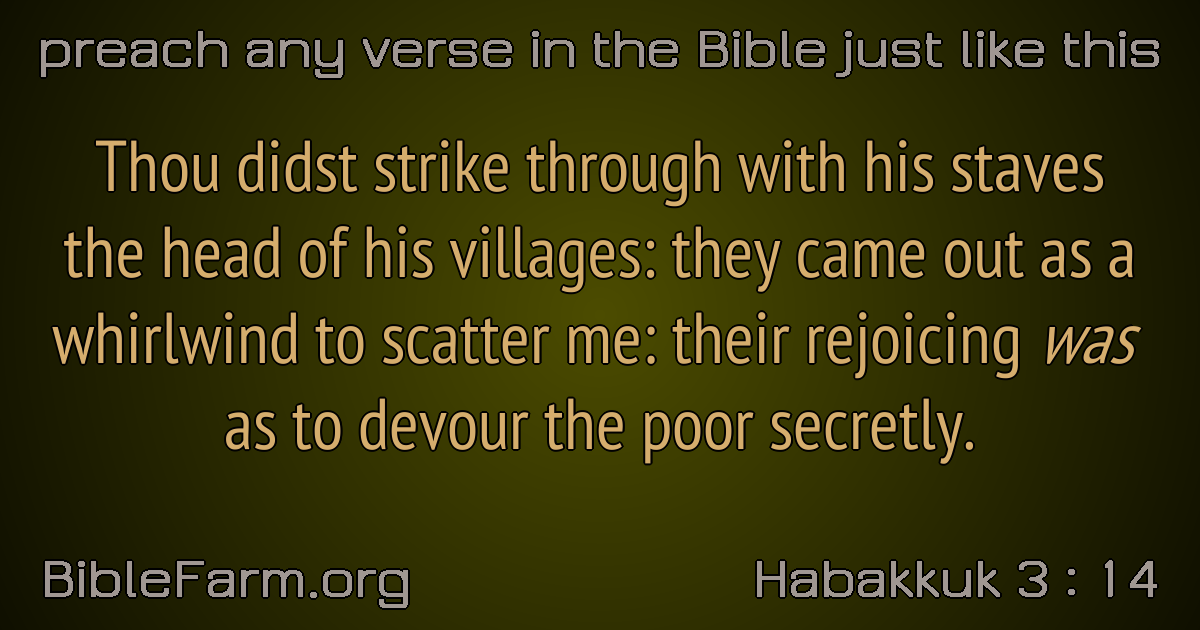 preach any verse in the Bible just like this
Thou didst strike through with his staves
the head of his villages: they came out as a
whirlwind to scatter me: their rejoicing was
as to devour the poor secretly.
BibleFarm.org
Habakkuk 3 : 14